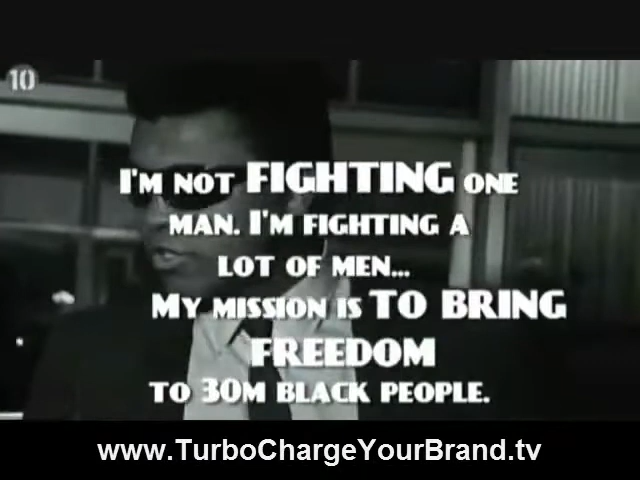 10
I'M NOT FIGHTING ONE
MAN. I'M FIGHTING A
LOT OF MEN...
MY MISSION IS TO BRING
FREEDOM
TO 30M BLACK PEOPLE.
www.TurboChargeYourBrand.tv